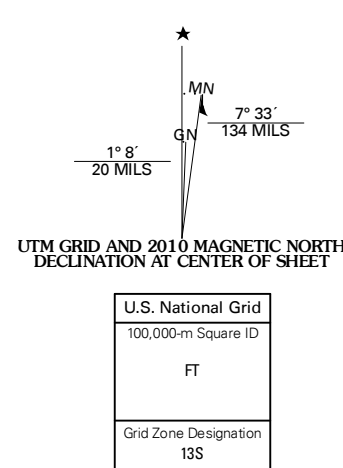 ★
MN
GN
7° 33´
134 MILS
1° 8´
20 MILS
UTM GRID AND 2010 MAGNETIC NORTH
DECLINATION AT CENTER OF SHEET
U.S. National Grid
100,000-m Square ID
FT
Grid Zone Designation
13S